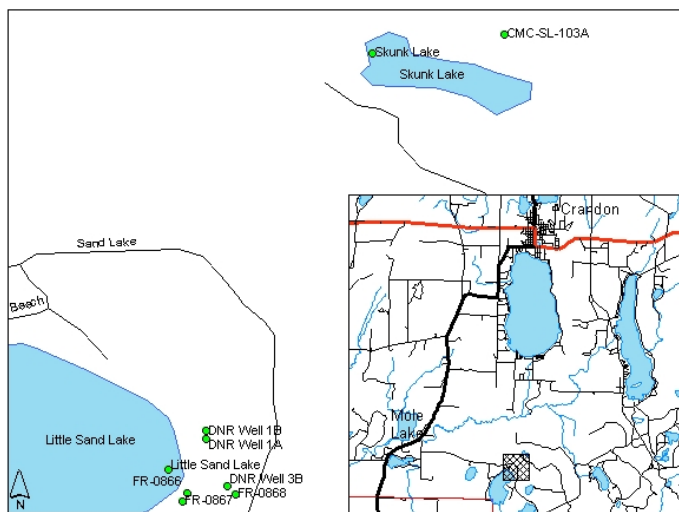 CMC-SL-103A
Skunk Lake
Skunk Lake
Crandon
Sand Lake
Beech
Mole
Lake
DNR Well 1B
DNR Well 1A
Little Sand Lake
Little Sand Lake
FR-0866
DNR Well 3B
FR-0867
FR-0868
N